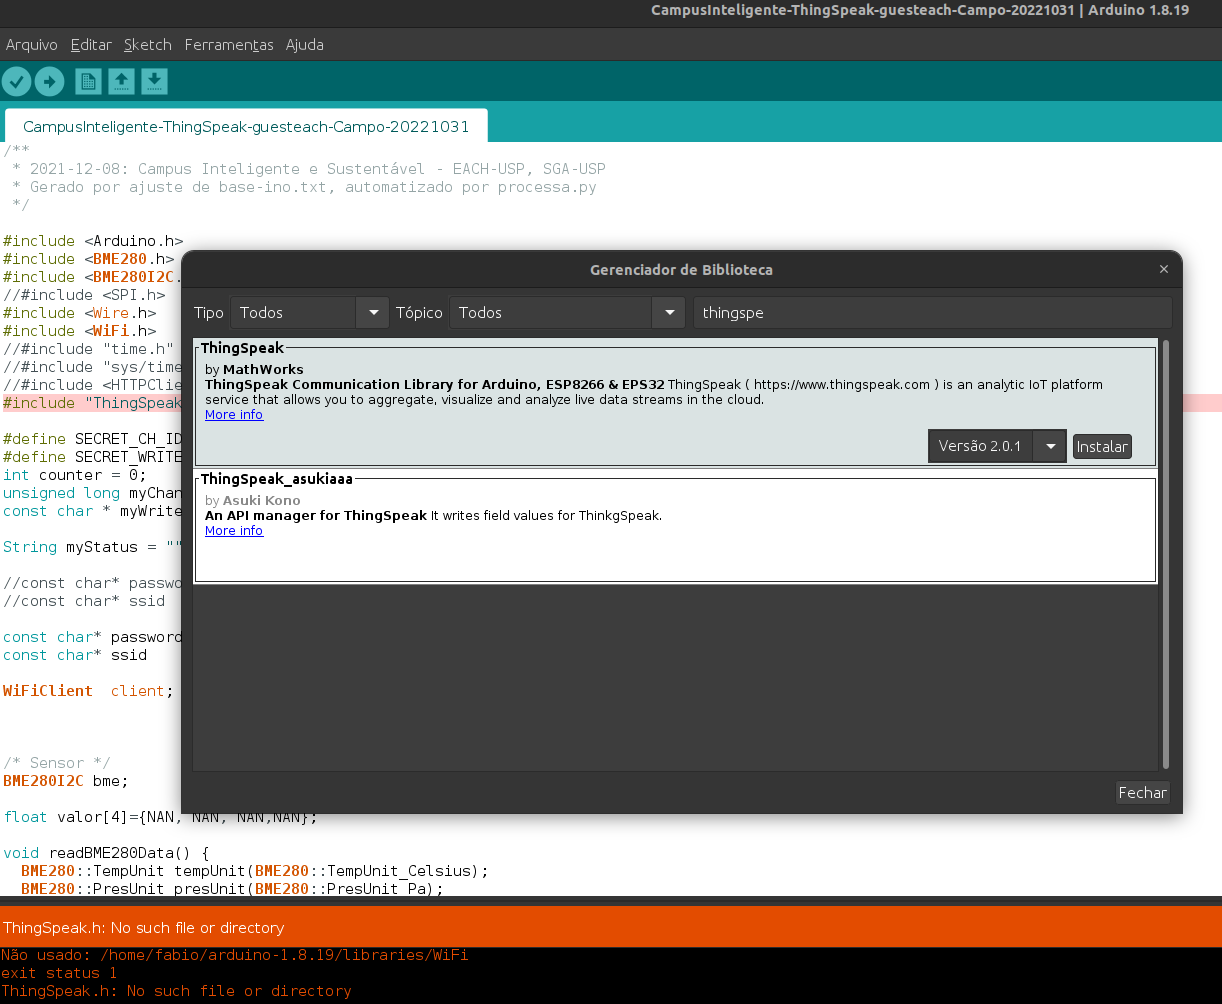 CampusInteligente-ThingSpeak-guesteach-Campo-20221031 | Arduino 1.8.19
Arquivo Editar Sketch Ferramentas Ajuda
CampusInteligente-ThingSpeak-guesteach-Campo-20221031
/**
 * 2021-12-08: Campus Inteligente e Sustentável - EACH-USP, SGA-USP
 * Gerado por ajuste de base-ino.txt, automatizado por processa.py
 */
#include <Arduino.h>
#include <BME280.h>
#include <BME280I2C.
//#include <SPI.h>
#include <Wire.h>
#include <WiFi.h>
//#include "time.h"
//#include "sys/time
//#include <HTTPClie
#include "ThingSpeak
#define SECRET_CH_ID
#define SECRET_WRITE
int counter = 0;
unsigned long myChan
const char * myWrite
String myStatus = ""
//const char* passwo
//const char* ssid
const char* password
const char* ssid
WiFiClient  client;
/* Sensor */
BME280I2C bme;
float valor[4]={NAN, NAN, NAN,NAN};
void readBME280Data() {
  BME280::TempUnit tempUnit(BME280::TempUnit_Celsius);
  BME280::PresUnit presUnit(BME280::PresUnit_Pa);
Gerenciador de Biblioteca
Tipo Todos Tópico Todos thingspe
ThingSpeak
by MathWorks
ThingSpeak Communication Library for Arduino, ESP8266 & EPS32 ThingSpeak ( https://www.thingspeak.com ) is an analytic IoT platform
service that allows you to aggregate, visualize and analyze live data streams in the cloud.
More info
Versão 2.0.1 Instalar
ThingSpeak_asukiaaa
by Asuki Kono
An API manager for ThingSpeak It writes field values for ThinkgSpeak.
More info
Fechar
ThingSpeak.h: No such file or directory
Não usado: /home/fabio/arduino-1.8.19/libraries/WiFi
exit status 1
ThingSpeak.h: No such file or directory